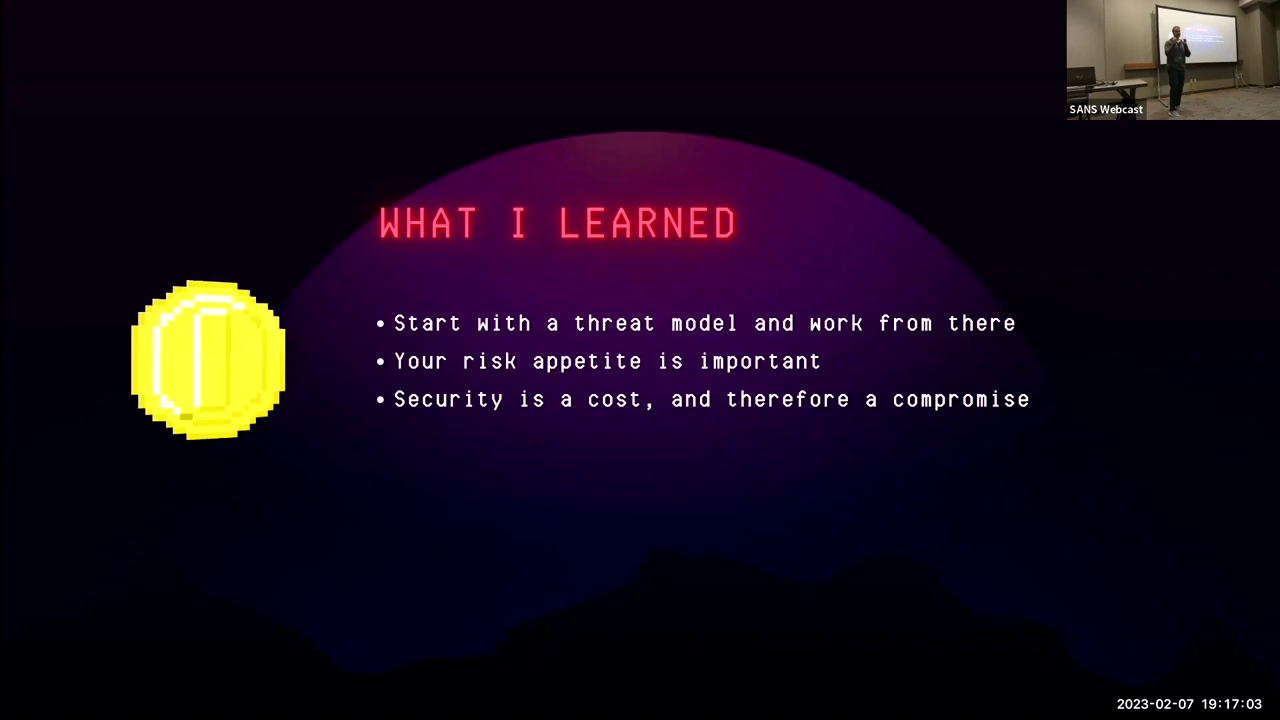 SANS Webcast
WHAT I LEARNED
• Start with a threat model and work from there
• Your risk appetite is important
• Security is a cost, and therefore a compromise
2023-02-07 19:17:03